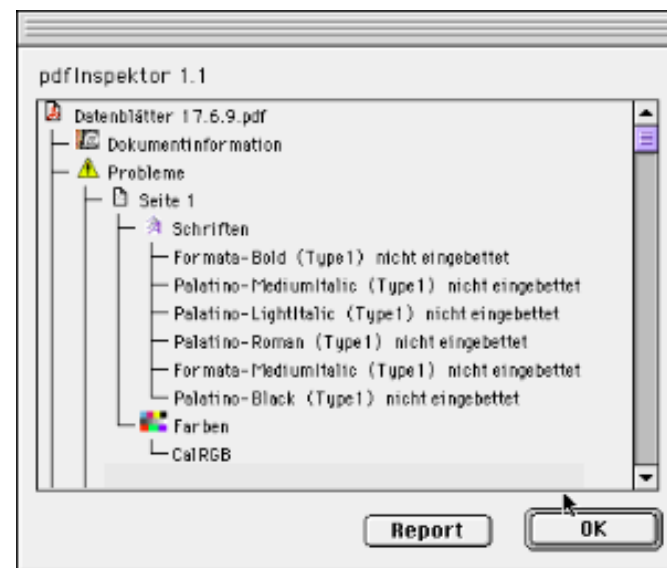 pdfInspektor 1.1
Datenblätter 17.6.9.pdf
Dokumentinformation
Probleme
Seite 1
Schriften
Formata-Bold (Type1) nicht eingebettet
Palatino-MediumItalic (Type1) nicht eingebettet
Palatino-LightItalic (Type1) nicht eingebettet
Palatino-Roman (Type1) nicht eingebettet
Formata-MediumItalic (Type1) nicht eingebettet
Palatino-Black (Type1) nicht eingebettet
Farben
CalRGB
Report
OK